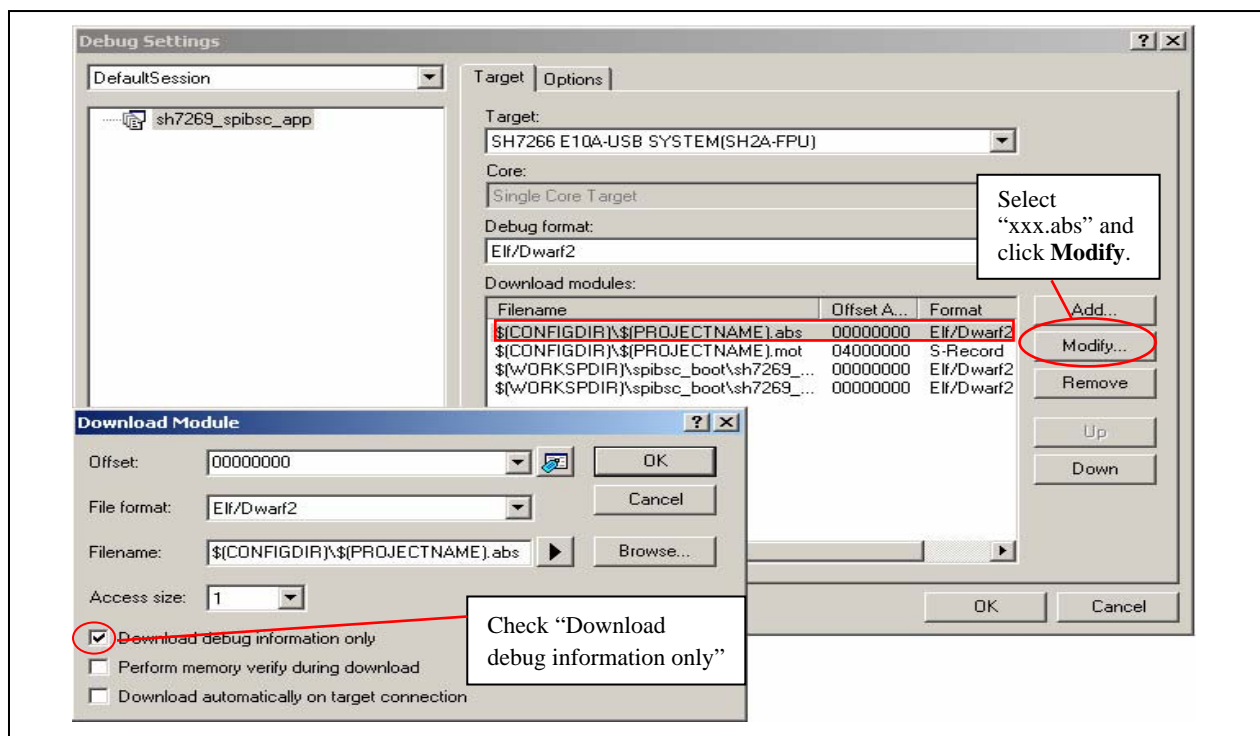 Debug Settings
DefaultSession
sh7269_spibsc_app
Target
Options
Target:
SH7266 E10A-USB SYSTEM(SH2A-FPU)
Core:
Single Core Target
Debug format:
Elf/Dwarf2
Download modules:
Filename Offset A... Format
$(CONFIGDIR)\$(PROJECTNAME).abs 00000000 Elf/Dwarf2
$(CONFIGDIR)\$(PROJECTNAME).mot 04000000 S-Record
$(WORKSPDIR)\spibsc_boot\sh7269_... 00000000 Elf/Dwarf2
$(WORKSPDIR)\spibsc_boot\sh7269_... 00000000 Elf/Dwarf2
Add...
Modify...
Remove
Up
Down
OK
Cancel
Select
“xxx.abs” and
click Modify.
Download Module
Offset: 00000000
OK
File format: Elf/Dwarf2
Cancel
Filename: $(CONFIGDIR)\$(PROJECTNAME).abs
Browse...
Access size: 1
Download debug information only
Perform memory verify during download
Download automatically on target connection
Check “Download
debug information only”